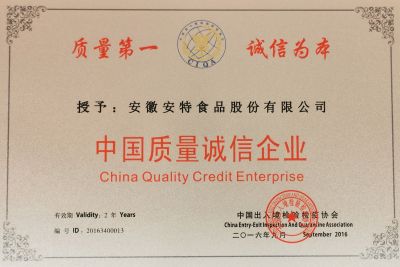 质量第一 诚信为本
CIQA
授予：安徽安特食品股份有限公司
中国质量诚信企业
China Quality Credit Enterprise
有效期 Validity: 2 年 Years
编 号 ID : 20163400013
中国出入境检验检疫协会
China Entry-Exit Inspection And Quarantine Association
二〇一六年九月 September 2016